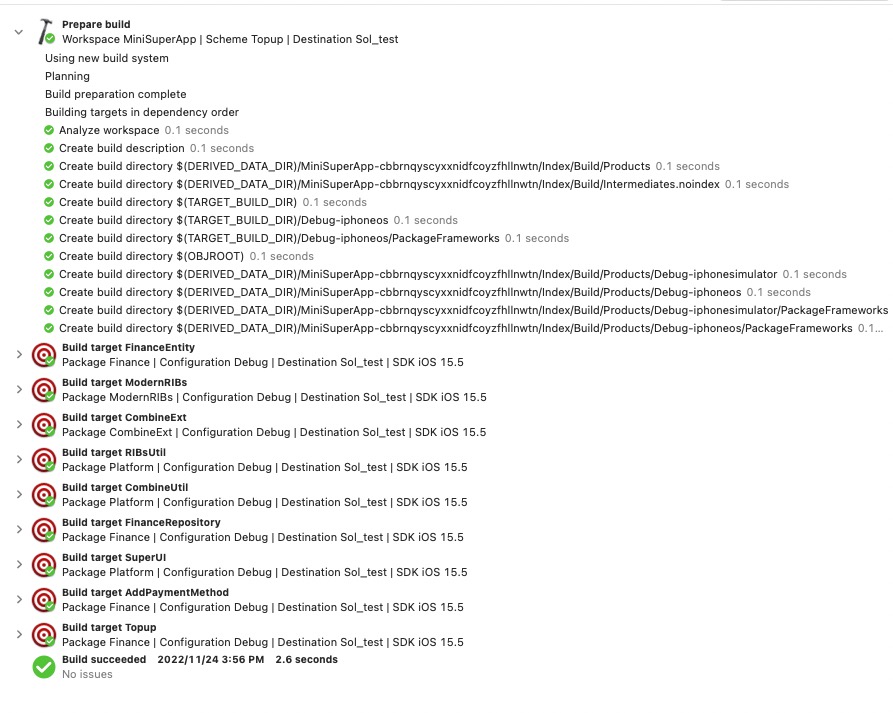 Prepare build
Workspace MiniSuperApp | Scheme Topup | Destination Sol_test
Using new build system
Planning
Build preparation complete
Building targets in dependency order
Analyze workspace 0.1 seconds
Create build description 0.1 seconds
Create build directory $(DERIVED_DATA_DIR)/MiniSuperApp-cbbrnqyscyxxnidfcoyzfhllnwtn/Index/Build/Products 0.1 seconds
Create build directory $(DERIVED_DATA_DIR)/MiniSuperApp-cbbrnqyscyxxnidfcoyzfhllnwtn/Index/Build/Intermediates.noindex 0.1 seconds
Create build directory $(TARGET_BUILD_DIR) 0.1 seconds
Create build directory $(TARGET_BUILD_DIR)/Debug-iphoneos 0.1 seconds
Create build directory $(TARGET_BUILD_DIR)/Debug-iphoneos/PackageFrameworks 0.1 seconds
Create build directory $(OBJROOT) 0.1 seconds
Create build directory $(DERIVED_DATA_DIR)/MiniSuperApp-cbbrnqyscyxxnidfcoyzfhllnwtn/Index/Build/Products/Debug-iphonesimulator 0.1 seconds
Create build directory $(DERIVED_DATA_DIR)/MiniSuperApp-cbbrnqyscyxxnidfcoyzfhllnwtn/Index/Build/Products/Debug-iphoneos 0.1 seconds
Create build directory $(DERIVED_DATA_DIR)/MiniSuperApp-cbbrnqyscyxxnidfcoyzfhllnwtn/Index/Build/Products/Debug-iphonesimulator/PackageFrameworks
Create build directory $(DERIVED_DATA_DIR)/MiniSuperApp-cbbrnqyscyxxnidfcoyzfhllnwtn/Index/Build/Products/Debug-iphoneos/PackageFrameworks 0.1...
Build target FinanceEntity
Package Finance | Configuration Debug | Destination Sol_test | SDK iOS 15.5
Build target ModernRIBs
Package ModernRIBs | Configuration Debug | Destination Sol_test | SDK iOS 15.5
Build target CombineExt
Package CombineExt | Configuration Debug | Destination Sol_test | SDK iOS 15.5
Build target RIBsUtil
Package Platform | Configuration Debug | Destination Sol_test | SDK iOS 15.5
Build target CombineUtil
Package Platform | Configuration Debug | Destination Sol_test | SDK iOS 15.5
Build target FinanceRepository
Package Finance | Configuration Debug | Destination Sol_test | SDK iOS 15.5
Build target SuperUI
Package Platform | Configuration Debug | Destination Sol_test | SDK iOS 15.5
Build target AddPaymentMethod
Package Finance | Configuration Debug | Destination Sol_test | SDK iOS 15.5
Build target Topup
Package Finance | Configuration Debug | Destination Sol_test | SDK iOS 15.5
Build succeeded 2022/11/24 3:56 PM 2.6 seconds
No issues